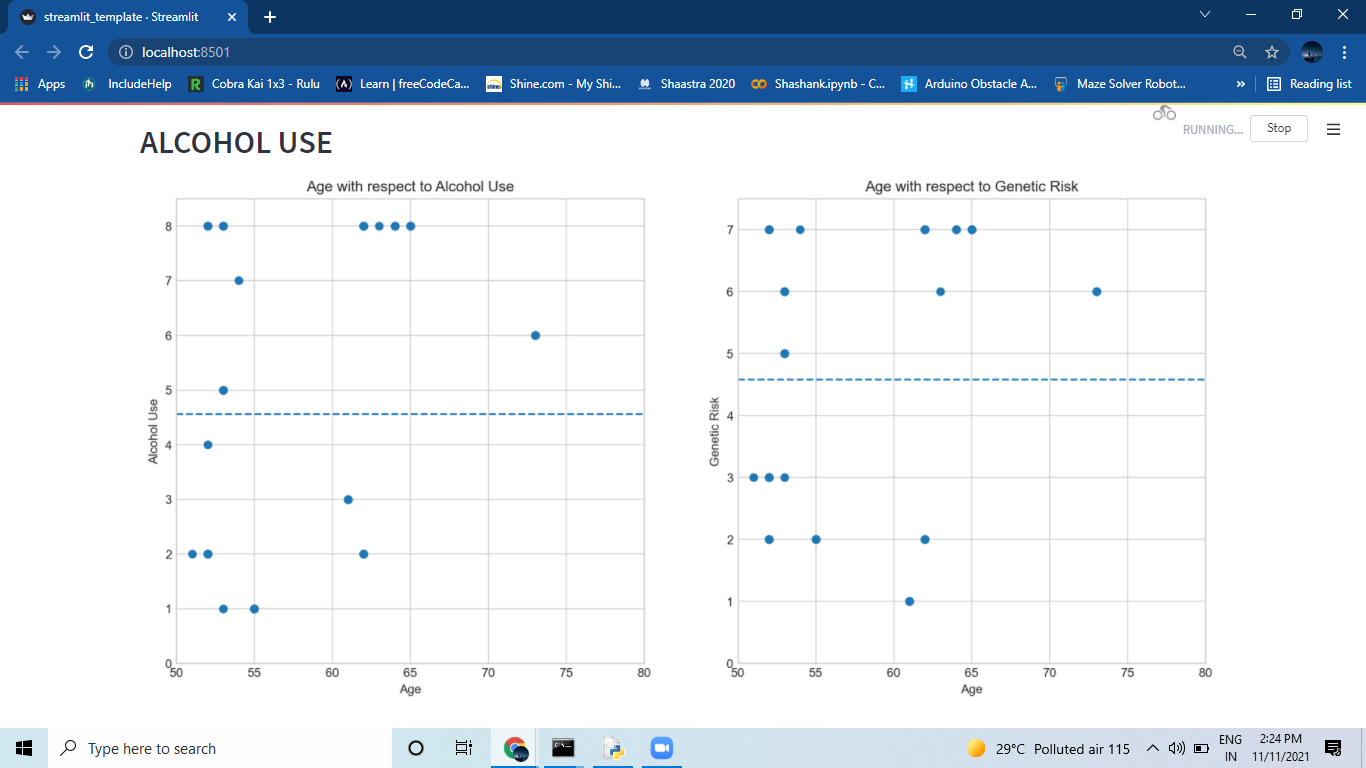 streamlit_template · Streamlit
localhost:8501
Apps
IncludeHelp
R Cobra Kai 1x3 - Rulu
Learn | freeCodeCa...
shine Shine.com - My Shi...
Shaastra 2020
Shashank.ipynb - C...
Arduino Obstacle A...
Maze Solver Robot...
»
Reading list
RUNNING...
Stop
ALCOHOL USE
Age with respect to Alcohol Use
8
7
6
5
4
3
2
1
0
Alcohol Use
50 55 60 65 70 75 80
Age
Age with respect to Genetic Risk
7
6
5
4
3
2
1
0
Genetic Risk
50 55 60 65 70 75 80
Age
Type here to search
29°C Polluted air 115
ENG
IN
2:24 PM
11/11/2021